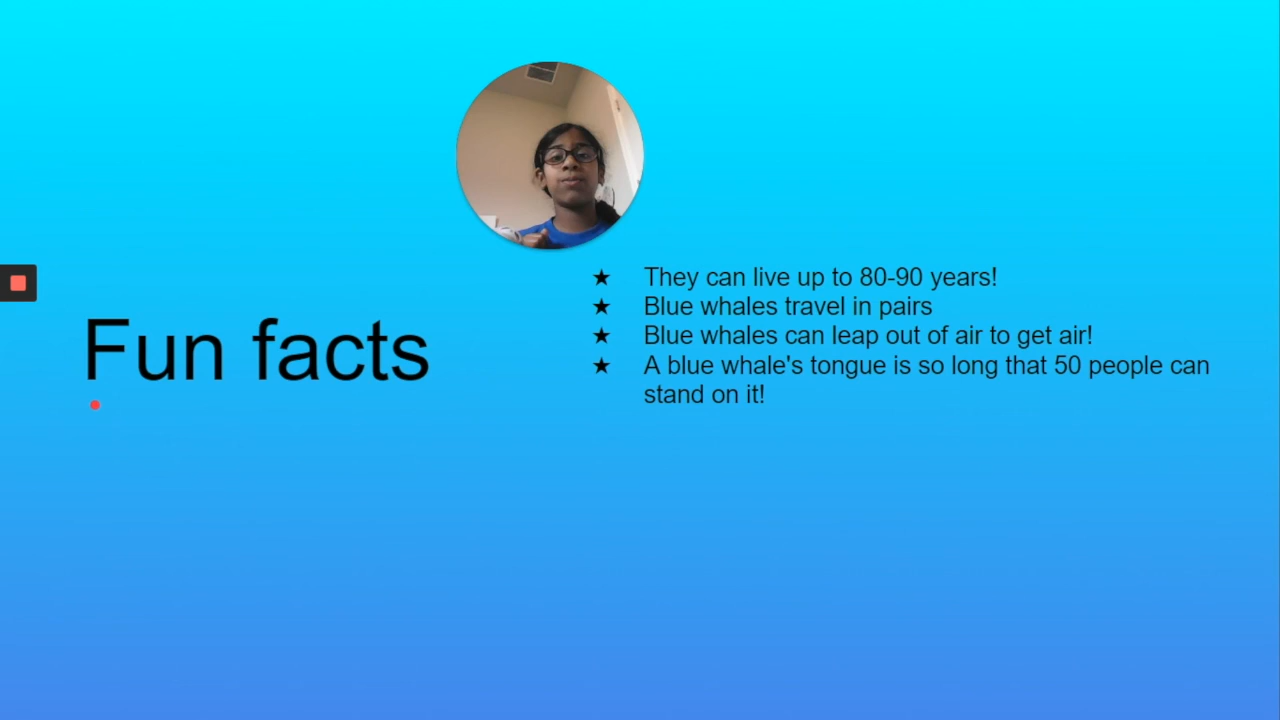 Fun facts
★ They can live up to 80-90 years!
★ Blue whales travel in pairs
★ Blue whales can leap out of air to get air!
★ A blue whale's tongue is so long that 50 people can
stand on it!